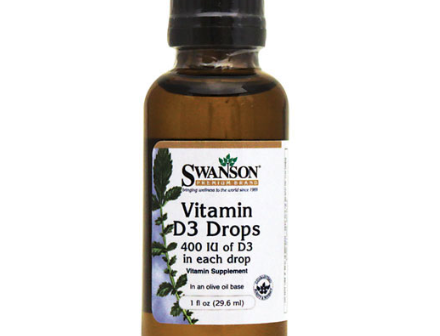 SWANSON
PREMIUM BRAND
bringing wellness to the world since 1969
Vitamin
D3 Drops
400 IU of D3
in each drop
Vitamin Supplement
in an olive oil base
1 fl oz (29.6 ml)